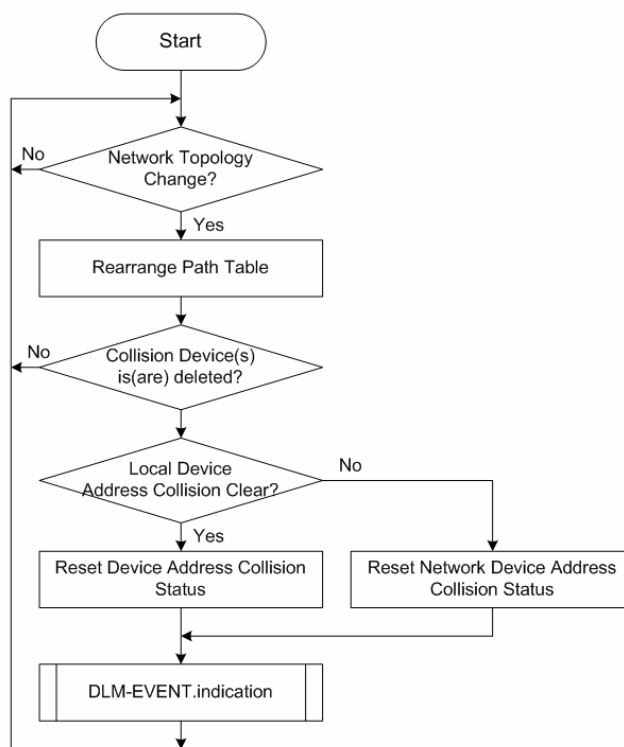 Start
No
Network Topology
Change?
Yes
Rearrange Path Table
No
Collision Device(s)
is(are) deleted?
Local Device
Address Collision Clear?
No
Yes
Reset Device Address Collision
Status
Reset Network Device Address
Collision Status
DLM-EVENT.indication